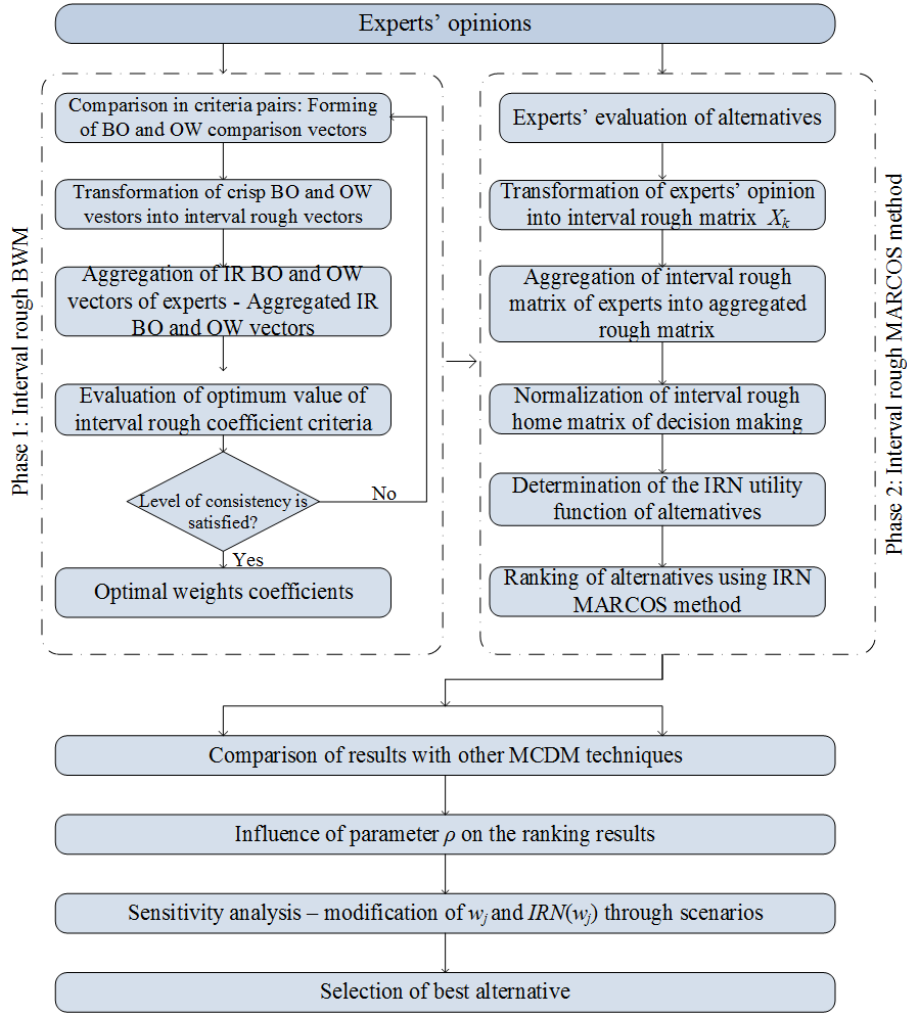 Experts' opinions
Phase 1: Interval rough BWM
Comparison in criteria pairs: Forming
of BO and OW comparison vectors
Transformation of crisp BO and OW
vestors into interval rough vectors
Aggregation of IR BO and OW
vectors of experts - Aggregated IR
BO and OW vectors
Evaluation of optimum value of
interval rough coefficient criteria
Level of consistency is
satisfied?
No
Yes
Optimal weights coefficients
Phase 2: Interval rough MARCOS method
Experts' evaluation of alternatives
Transformation of experts' opinion
into interval rough matrix X_k
Aggregation of interval rough
matrix of experts into aggregated
rough matrix
Normalization of interval rough
home matrix of decision making
Determination of the IRN utility
function of alternatives
Ranking of alternatives using IRN
MARCOS method
Comparison of results with other MCDM techniques
Influence of parameter ρ on the ranking results
Sensitivity analysis – modification of w_j and IRN(w_j) through scenarios
Selection of best alternative